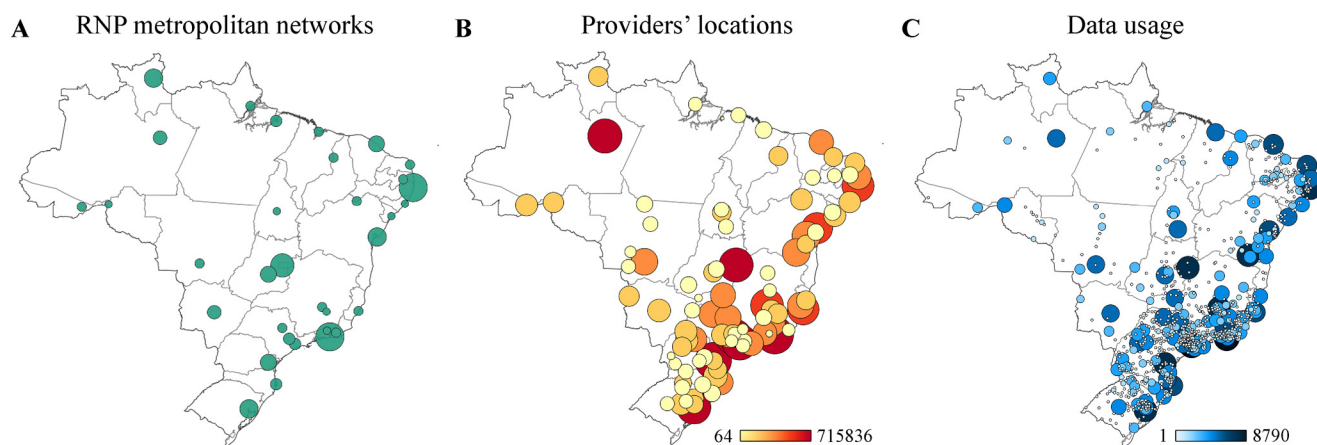 A RNP metropolitan networks
B Providers’ locations
C Data usage
64 715836
1 8790